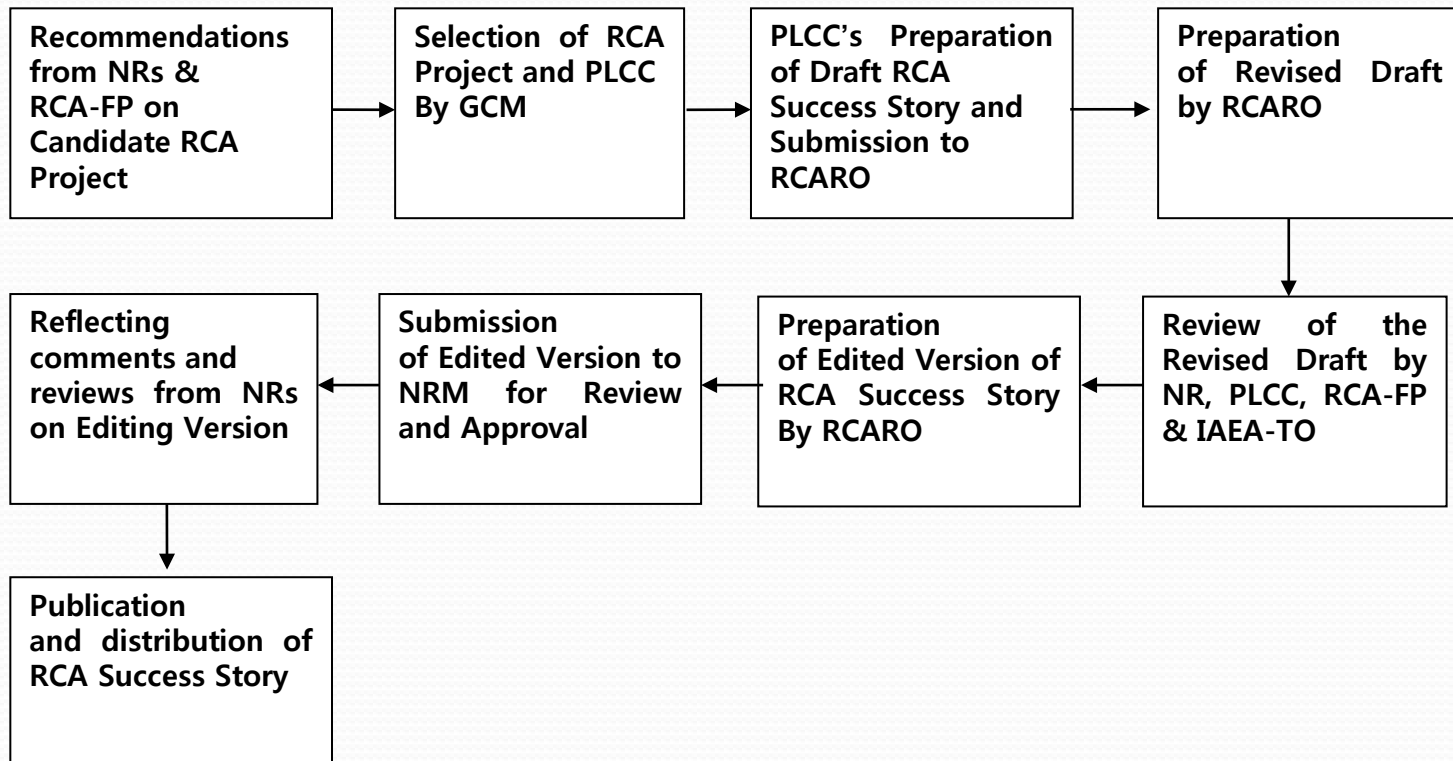 Recommendations
from NRs &
RCA-FP on
Candidate RCA
Project
Selection of RCA
Project and PLCC
By GCM
PLCC's Preparation
of Draft RCA
Success Story and
Submission to
RCARO
Preparation
of Revised Draft
by RCARO
Review of the
Revised Draft by
NR, PLCC, RCA-FP
& IAEA-TO
Preparation
of Edited Version of
RCA Success Story
By RCARO
Submission
of Edited Version to
NRM for Review
and Approval
Reflecting
comments and
reviews from NRs
on Editing Version
Publication
and distribution of
RCA Success Story